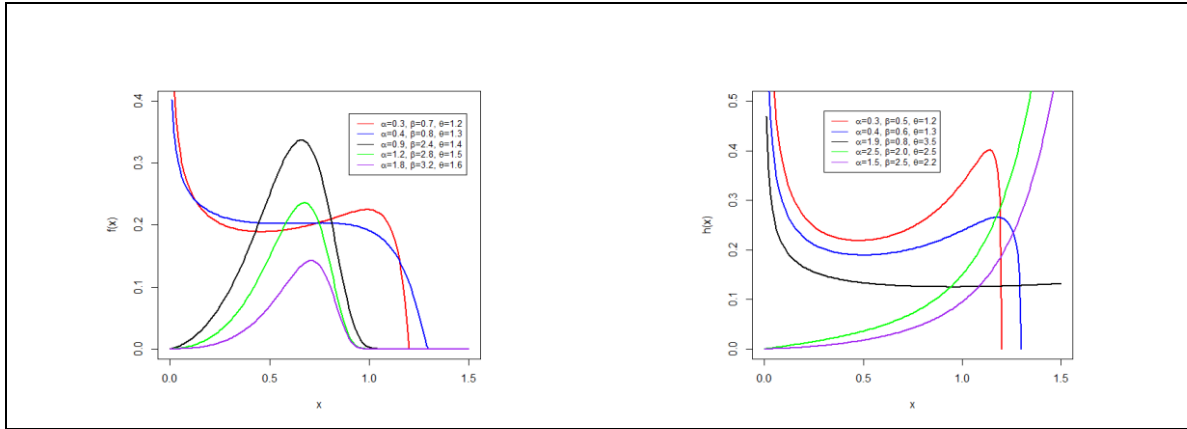 f(x)
0.4
0.3
0.2
0.1
0.0
α=0.3, β=0.7, θ=1.2
α=0.4, β=0.8, θ=1.3
α=0.9, β=2.4, θ=1.4
α=1.2, β=2.8, θ=1.5
α=1.8, β=3.2, θ=1.6
0.0 0.5 1.0 1.5
x
h(x)
0.5
0.4
0.3
0.2
0.1
0.0
α=0.3, β=0.5, θ=1.2
α=0.4, β=0.6, θ=1.3
α=1.9, β=0.8, θ=3.5
α=2.5, β=2.0, θ=2.5
α=1.5, β=2.5, θ=2.2
0.0 0.5 1.0 1.5
x